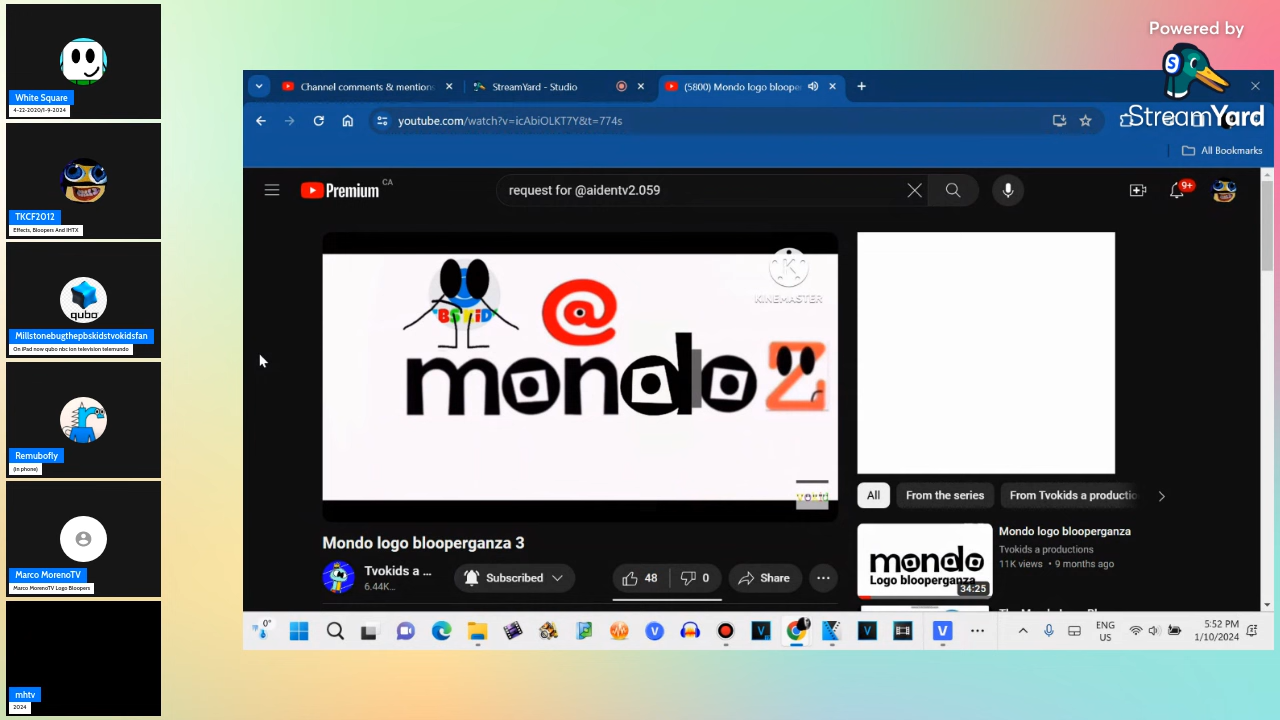 Powered by
StreamYard
White Square
4-22-2020/1-9-2024
TKCF2012
Effects, Bloopers And IHTX
qubo
Millstonebugthepbskidstvokidsfan
On iPad now qubo nbc ion television telemundo
Remubofly
(in phone)
Marco MorenoTV
Marco MorenoTV Logo Bloopers
mhtv
2024
Channel comments & mention
StreamYard - Studio
(5800) Mondo logo blooper
youtube.com/watch?v=icAbiOLKT7Y&t=774s
All Bookmarks
Premium CA
request for @aidentv2.059
9+
KINEMASTER
@
mondo
Z
Mondo logo blooperganza 3
Tvokids a ...
6.44K...
Subscribed
48
0
Share
All
From the series
From Tvokids a productio
mondo
Logo blooperganza
34:25
Mondo logo blooperganza
Tvokids a productions
11K views • 9 months ago
0°
ENG
US
5:52 PM
1/10/2024